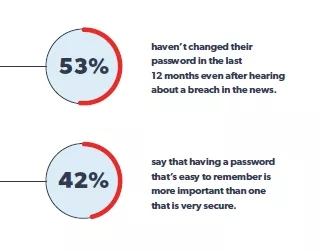 53%
haven't changed their
password in the last
12 months even after hearing
about a breach in the news.
42%
say that having a password
that's easy to remember is
more important than one
that is very secure.